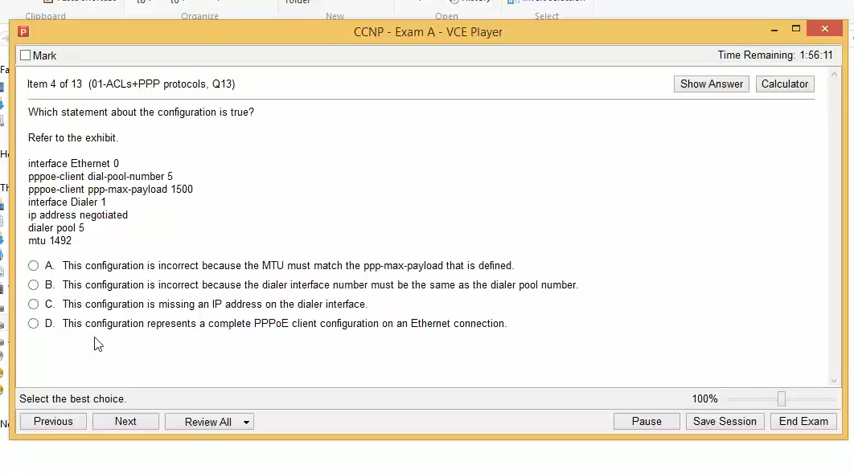 Clipboard
Organize
folder
New
Open
History
Select
CCNP - Exam A - VCE Player
Mark
Time Remaining: 1:56:11
Item 4 of 13 (01-ACLs+PPP protocols, Q13)
Show Answer
Calculator
Which statement about the configuration is true?
Refer to the exhibit.
interface Ethernet 0
pppoe-client dial-pool-number 5
pppoe-client ppp-max-payload 1500
interface Dialer 1
ip address negotiated
dialer pool 5
mtu 1492
A. This configuration is incorrect because the MTU must match the ppp-max-payload that is defined.
B. This configuration is incorrect because the dialer interface number must be the same as the dialer pool number.
C. This configuration is missing an IP address on the dialer interface.
D. This configuration represents a complete PPPoE client configuration on an Ethernet connection.
Select the best choice.
100%
Previous
Next
Review All
Pause
Save Session
End Exam